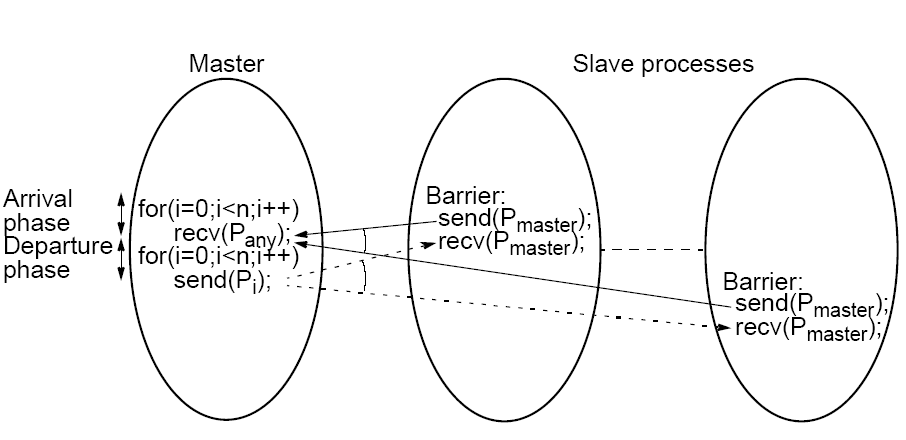 Master
Slave processes
Arrival
phase
Departure
phase
for(i=0;i<n;i++)
recv(Pany);
for(i=0;i<n;i++)
send(Pi);
Barrier:
send(Pmaster);
recv(Pmaster);
Barrier:
send(Pmaster);
recv(Pmaster);